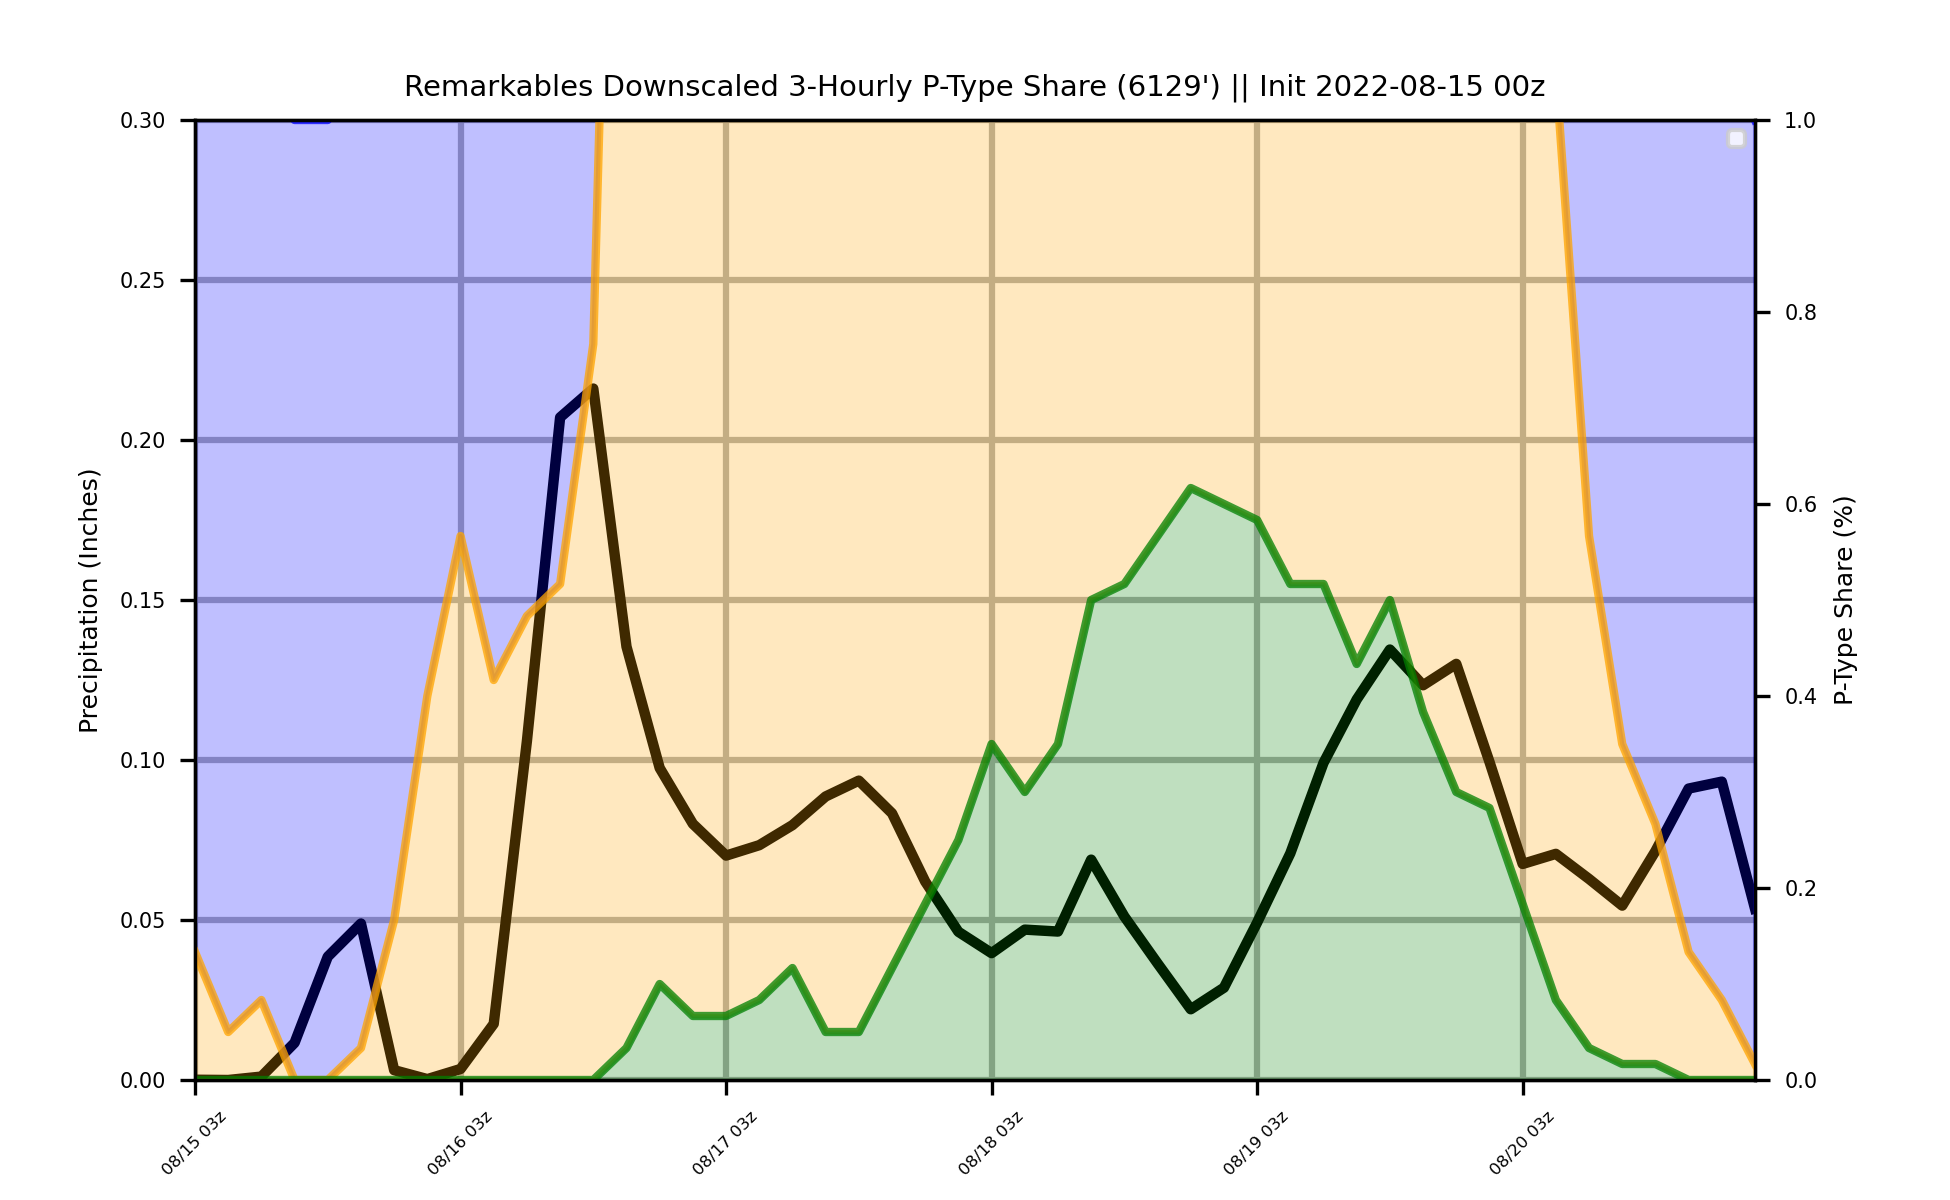 Remarkables Downscaled 3-Hourly P-Type Share (6129') || Init 2022-08-15 00z
0.30
0.25
0.20
0.15
0.10
0.05
0.00
Precipitation (Inches)
1.0
0.8
0.6
0.4
0.2
0.0
P-Type Share (%)
08/15 03z
08/16 03z
08/17 03z
08/18 03z
08/19 03z
08/20 03z